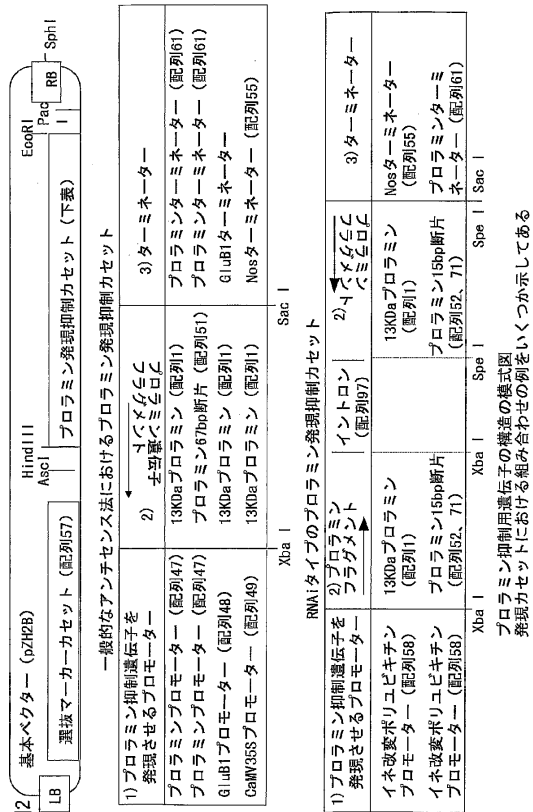 2
基本ベクター (pZH2B)
LB
選抜マーカーカセット (配列57)
HindIII
AscI
プロラミン発現抑制カセット (下表)
EcoRI
Pac
I
RB
SphI
一般的なアンチセンス法におけるプロラミン発現抑制カセット
1) プロラミン抑制遺伝子を
発現させるプロモーター
2)
プロラミン遺伝子
フラグメント
3) ターミネーター
プロラミンプロモーター (配列47)
13KDaプロラミン (配列1)
プロラミンターミネーター (配列61)
プロラミンプロモーター (配列47)
プロラミン67bp断片 (配列51)
プロラミンターミネーター (配列61)
GluB1プロモーター (配列48)
13KDaプロラミン (配列1)
GluB1ターミネーター
CaMV35Sプロモーター (配列49)
13KDaプロラミン (配列1)
Nosターミネーター (配列55)
Xba I
Sac I
RNAiタイプのプロラミン発現抑制カセット
1) プロラミン抑制遺伝子を
発現させるプロモーター
2) プロラミン
フラグメント
イントロン
(配列97)
2)
プロラミン
フラグメント
3) ターミネーター
イネ改変ポリユビキチン
プロモーター (配列58)
13KDaプロラミン
(配列1)
13KDaプロラミン
(配列1)
Nosターミネーター
(配列55)
イネ改変ポリユビキチン
プロモーター (配列58)
プロラミン15bp断片
(配列52、71)
プロラミン15bp断片
(配列52、71)
プロラミンターミ
ネーター (配列61)
Xba I
Xba I
Spe I
Spe I
Sac I
プロラミン抑制用遺伝子の構造の模式図
発現カセットにおける組み合わせの例をいくつか示してある